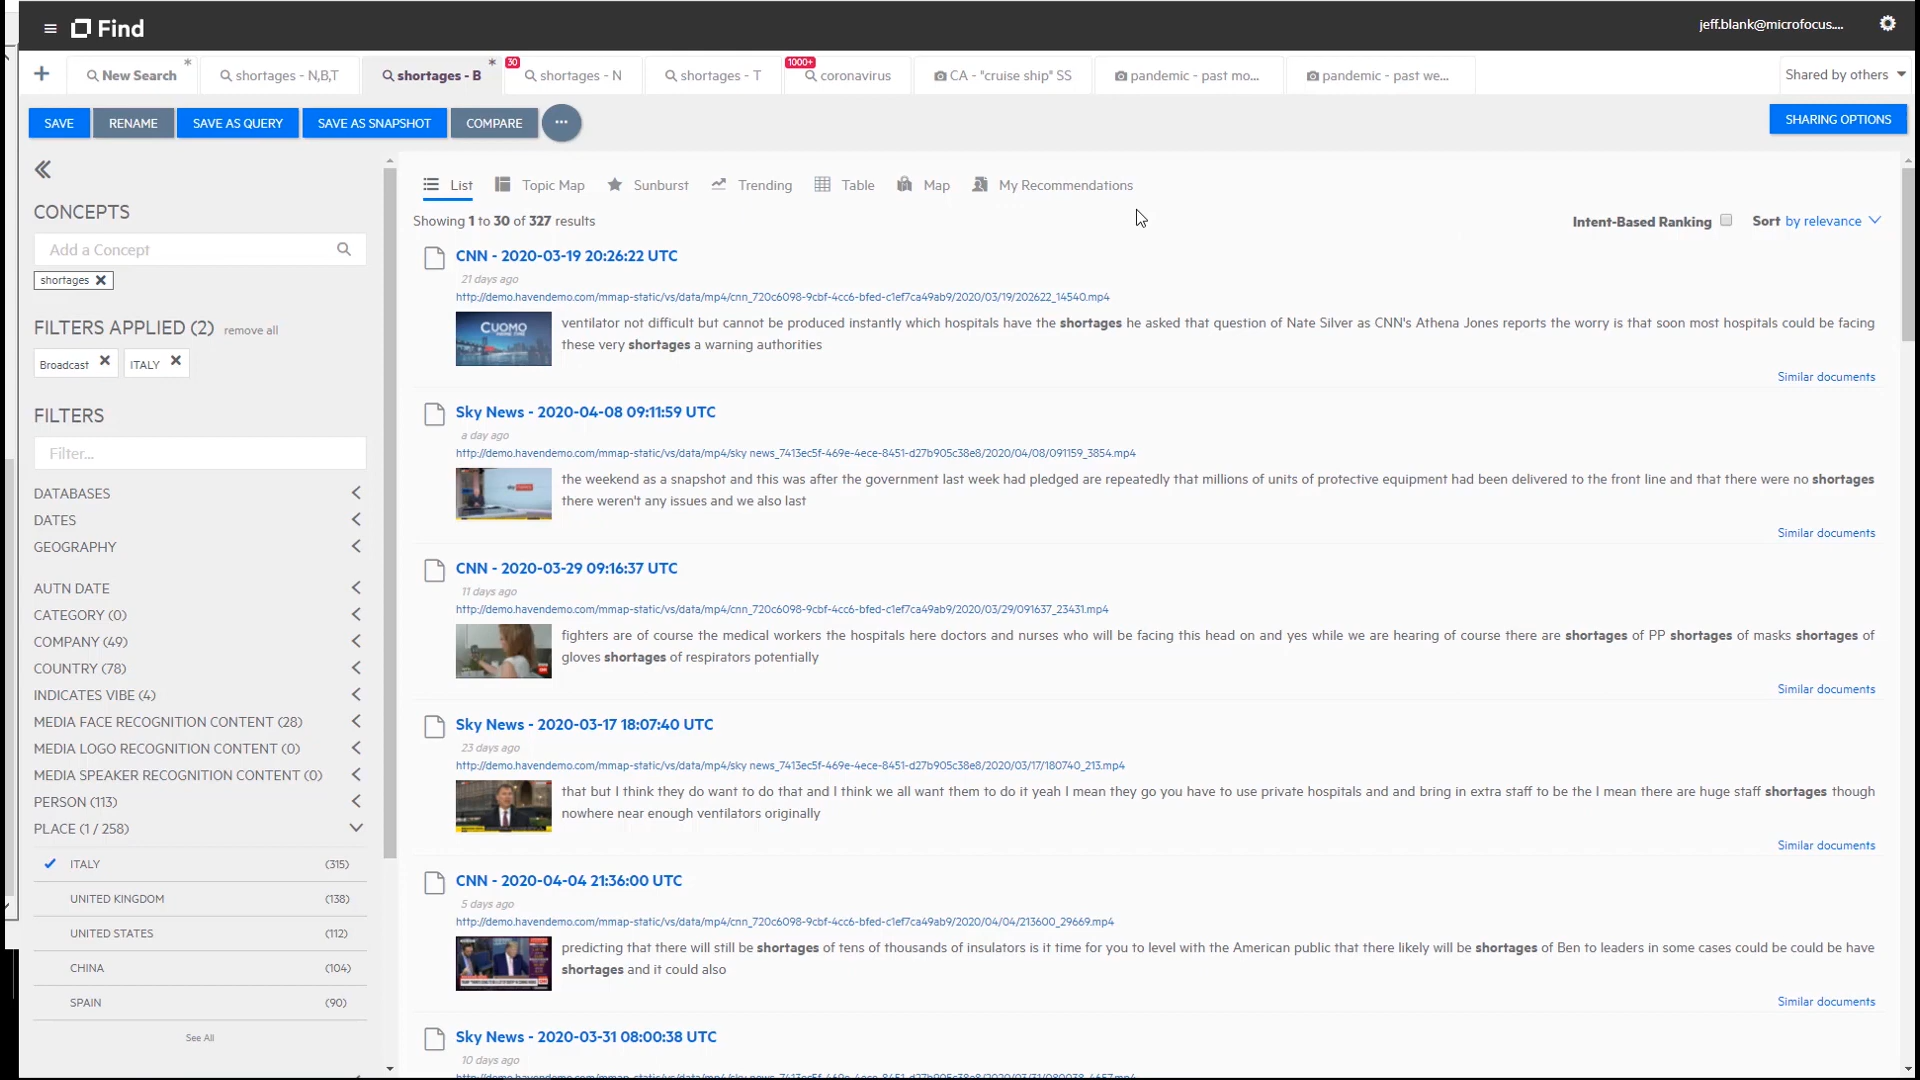 Find
jeff.blank@microfocus....
+ New Search * shortages - N,B,T shortages - B * 30 shortages - N shortages - T 1000+ coronavirus CA - "cruise ship" SS pandemic - past mo... pandemic - past we... Shared by others
SAVE RENAME SAVE AS QUERY SAVE AS SNAPSHOT COMPARE ... SHARING OPTIONS
CONCEPTS
Add a Concept
shortages
FILTERS APPLIED (2) remove all
Broadcast ITALY
FILTERS
Filter...
DATABASES
DATES
GEOGRAPHY
AUTN DATE
CATEGORY (0)
COMPANY (49)
COUNTRY (78)
INDICATES VIBE (4)
MEDIA FACE RECOGNITION CONTENT (28)
MEDIA LOGO RECOGNITION CONTENT (0)
MEDIA SPEAKER RECOGNITION CONTENT (0)
PERSON (113)
PLACE (1 / 258)
ITALY (315)
UNITED KINGDOM (138)
UNITED STATES (112)
CHINA (104)
SPAIN (90)
See All
List Topic Map Sunburst Trending Table Map My Recommendations
Showing 1 to 30 of 327 results
Intent-Based Ranking Sort by relevance
CNN - 2020-03-19 20:26:22 UTC
21 days ago
http://demo.havendemo.com/mmap-static/vs/data/mp4/cnn_720c6098-9cbf-4cc6-bfed-c1ef7ca49ab9/2020/03/19/202622_14540.mp4
CUOMO
ventilator not difficult but cannot be produced instantly which hospitals have the shortages he asked that question of Nate Silver as CNN's Athena Jones reports the worry is that soon most hospitals could be facing
these very shortages a warning authorities
Similar documents
Sky News - 2020-04-08 09:11:59 UTC
a day ago
http://demo.havendemo.com/mmap-static/vs/data/mp4/sky news_7413ec5f-469e-4ece-8451-d27b905c38e8/2020/04/08/091159_3854.mp4
the weekend as a snapshot and this was after the government last week had pledged are repeatedly that millions of units of protective equipment had been delivered to the front line and that there were no shortages
there weren't any issues and we also last
Similar documents
CNN - 2020-03-29 09:16:37 UTC
11 days ago
http://demo.havendemo.com/mmap-static/vs/data/mp4/cnn_720c6098-9cbf-4cc6-bfed-c1ef7ca49ab9/2020/03/29/091637_23431.mp4
fighters are of course the medical workers the hospitals here doctors and nurses who will be facing this head on and yes while we are hearing of course there are shortages of PP shortages of masks shortages of
gloves shortages of respirators potentially
Similar documents
Sky News - 2020-03-17 18:07:40 UTC
23 days ago
http://demo.havendemo.com/mmap-static/vs/data/mp4/sky news_7413ec5f-469e-4ece-8451-d27b905c38e8/2020/03/17/180740_213.mp4
that but I think they do want to do that and I think we all want them to do it yeah I mean they go you have to use private hospitals and and bring in extra staff to be the I mean there are huge staff shortages though
nowhere near enough ventilators originally
Similar documents
CNN - 2020-04-04 21:36:00 UTC
5 days ago
http://demo.havendemo.com/mmap-static/vs/data/mp4/cnn_720c6098-9cbf-4cc6-bfed-c1ef7ca49ab9/2020/04/04/213600_29669.mp4
predicting that there will still be shortages of tens of thousands of insulators is it time for you to level with the American public that there likely will be shortages of Ben to leaders in some cases could be could be have
shortages and it could also
Similar documents
Sky News - 2020-03-31 08:00:38 UTC
10 days ago
http://demo.havendemo.com/mmap-static/vs/data/mp4/sky news_7413ec5f-469e-4ece-8451-d27b905c38e8/2020/03/31/080038_4657.mp4